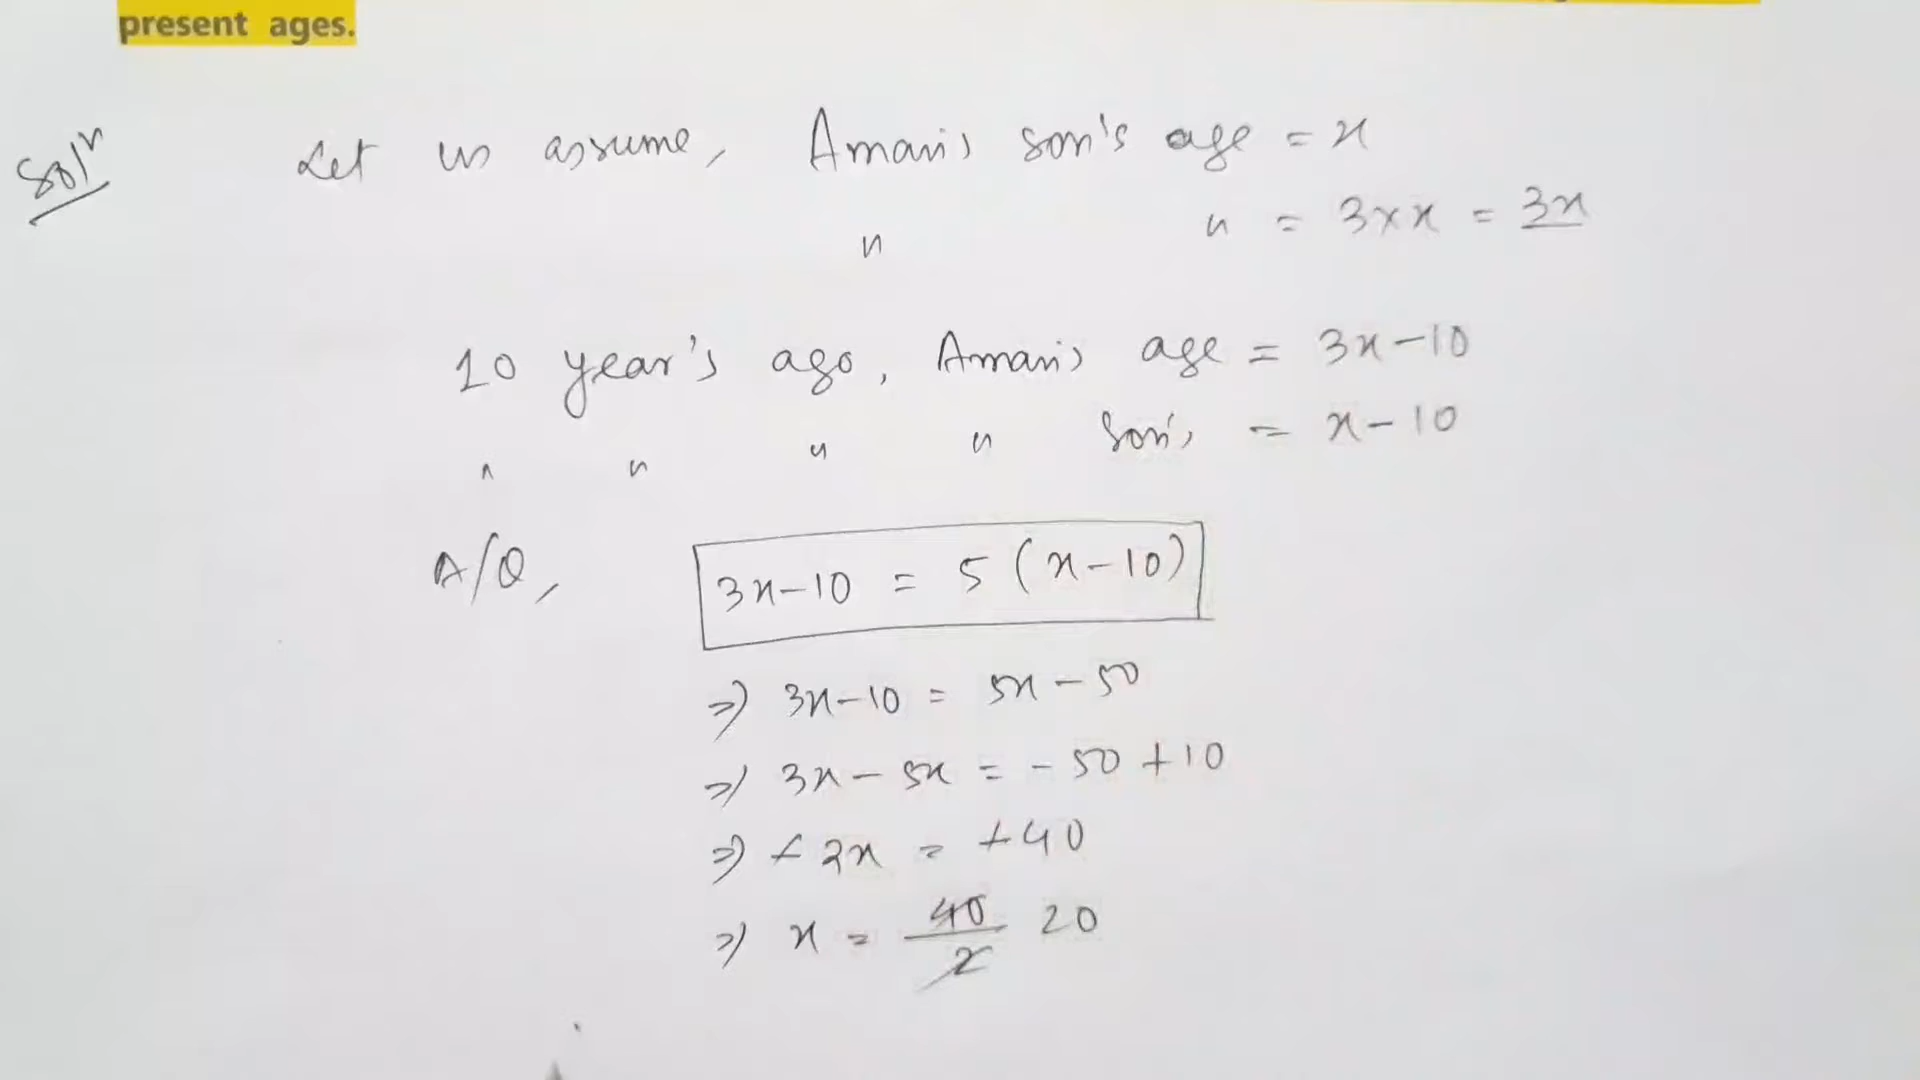 present ages.
Solⁿ Let us assume, Aman's son's age = x
" " = 3×x = 3x
10 year's ago, Aman's age = 3x-10
" " " " Son's = x-10
A/Q, 3x-10 = 5(x-10)
⇒ 3x-10 = 5x-50
⇒ 3x-5x = -50+10
⇒ +2x = +40
⇒ x = 40/2 20